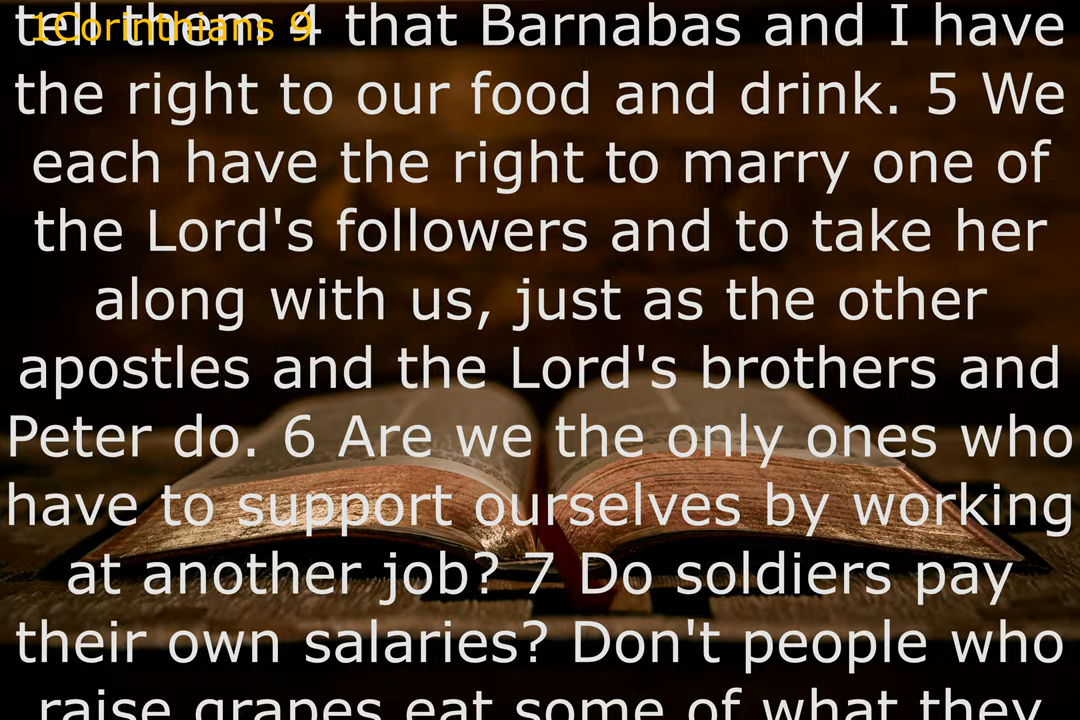 1Corinthians 9
tell them 4 that Barnabas and I have
the right to our food and drink. 5 We
each have the right to marry one of
the Lord's followers and to take her
along with us, just as the other
apostles and the Lord's brothers and
Peter do. 6 Are we the only ones who
have to support ourselves by working
at another job? 7 Do soldiers pay
their own salaries? Don't people who
raise grapes eat some of what they